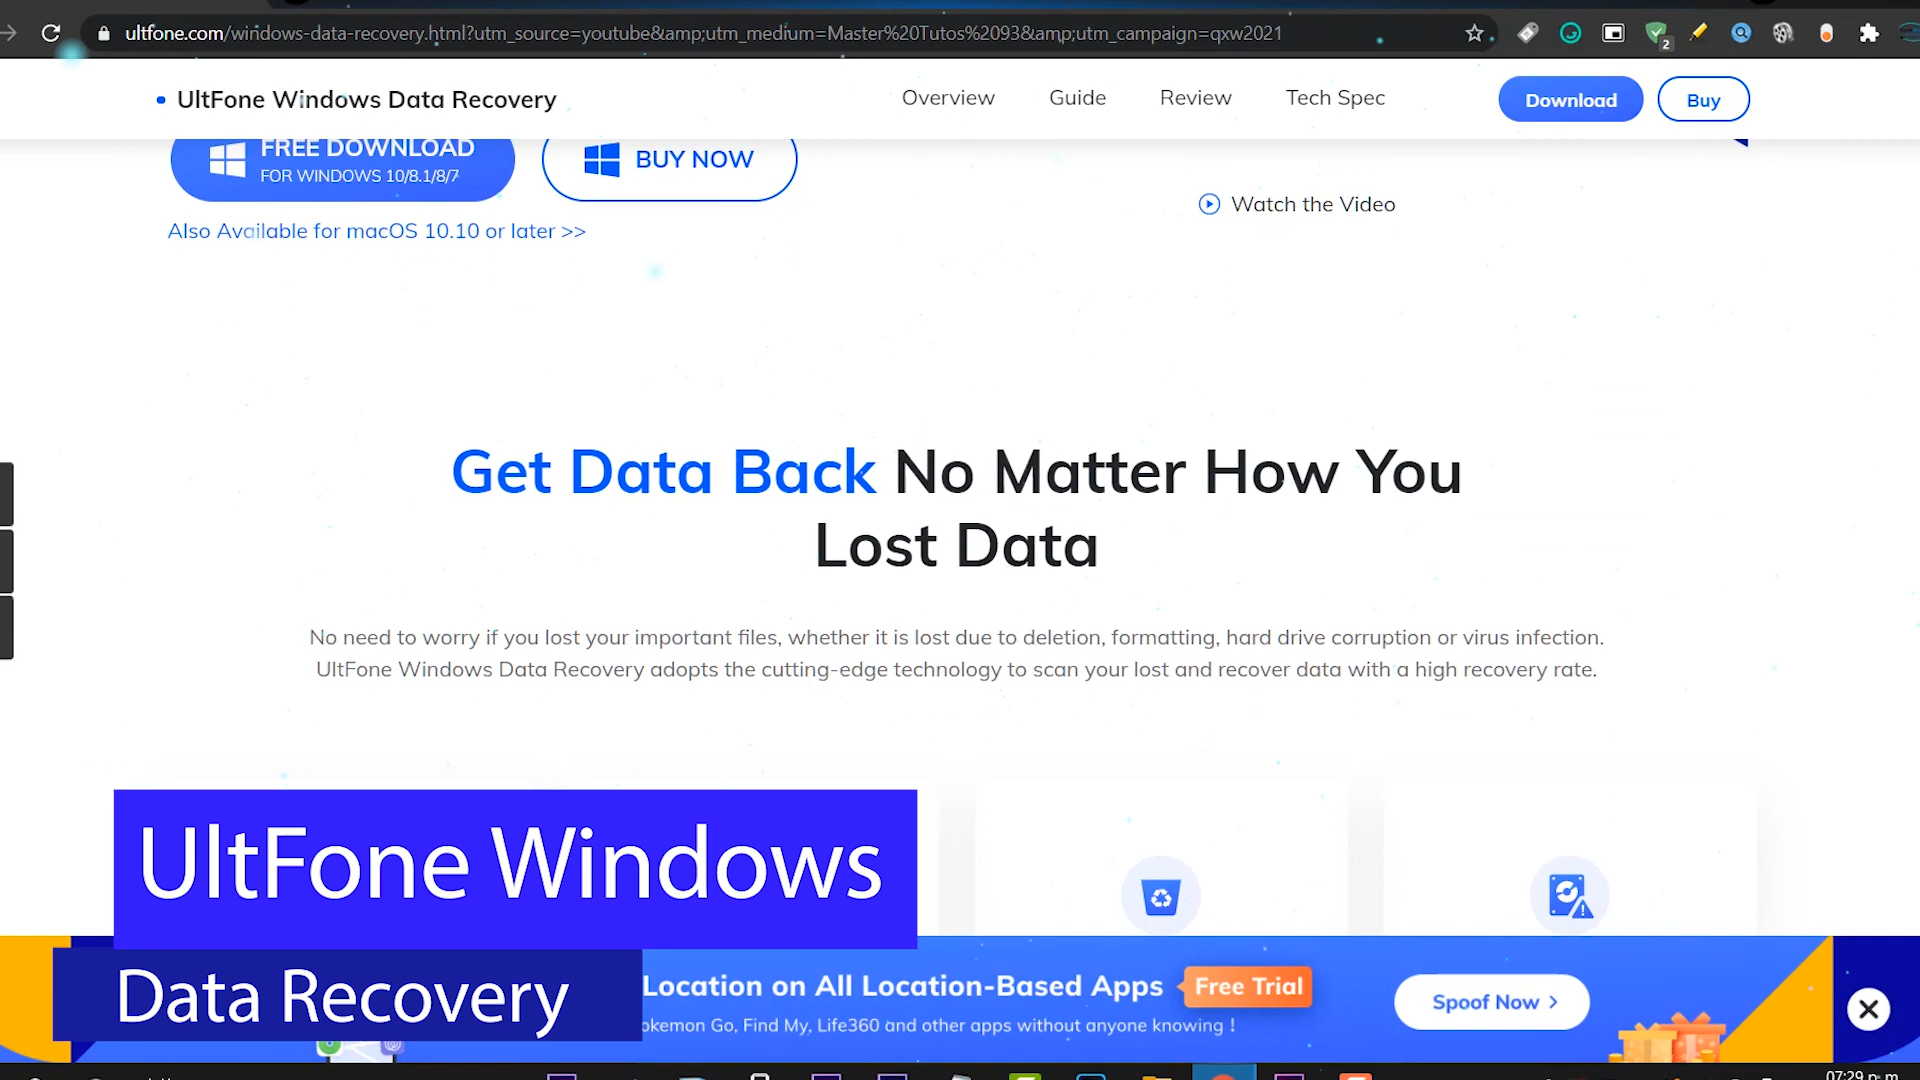 ultfone.com/windows-data-recovery.html?utm_source=youtube&amp;utm_medium=Master%20Tutos%2093&amp;utm_campaign=qxw2021
2
UltFone Windows Data Recovery
Overview
Guide
Review
Tech Spec
Download
Buy
FREE DOWNLOAD
FOR WINDOWS 10/8.1/8/7
BUY NOW
Also Available for macOS 10.10 or later >>
Watch the Video
Get Data Back No Matter How You
Lost Data
No need to worry if you lost your important files, whether it is lost due to deletion, formatting, hard drive corruption or virus infection.
UltFone Windows Data Recovery adopts the cutting-edge technology to scan your lost and recover data with a high recovery rate.
UltFone Windows
Data Recovery
Location on All Location-Based Apps
Free Trial
okemon Go, Find My, Life360 and other apps without anyone knowing !
Spoof Now >
07:29 p. m.